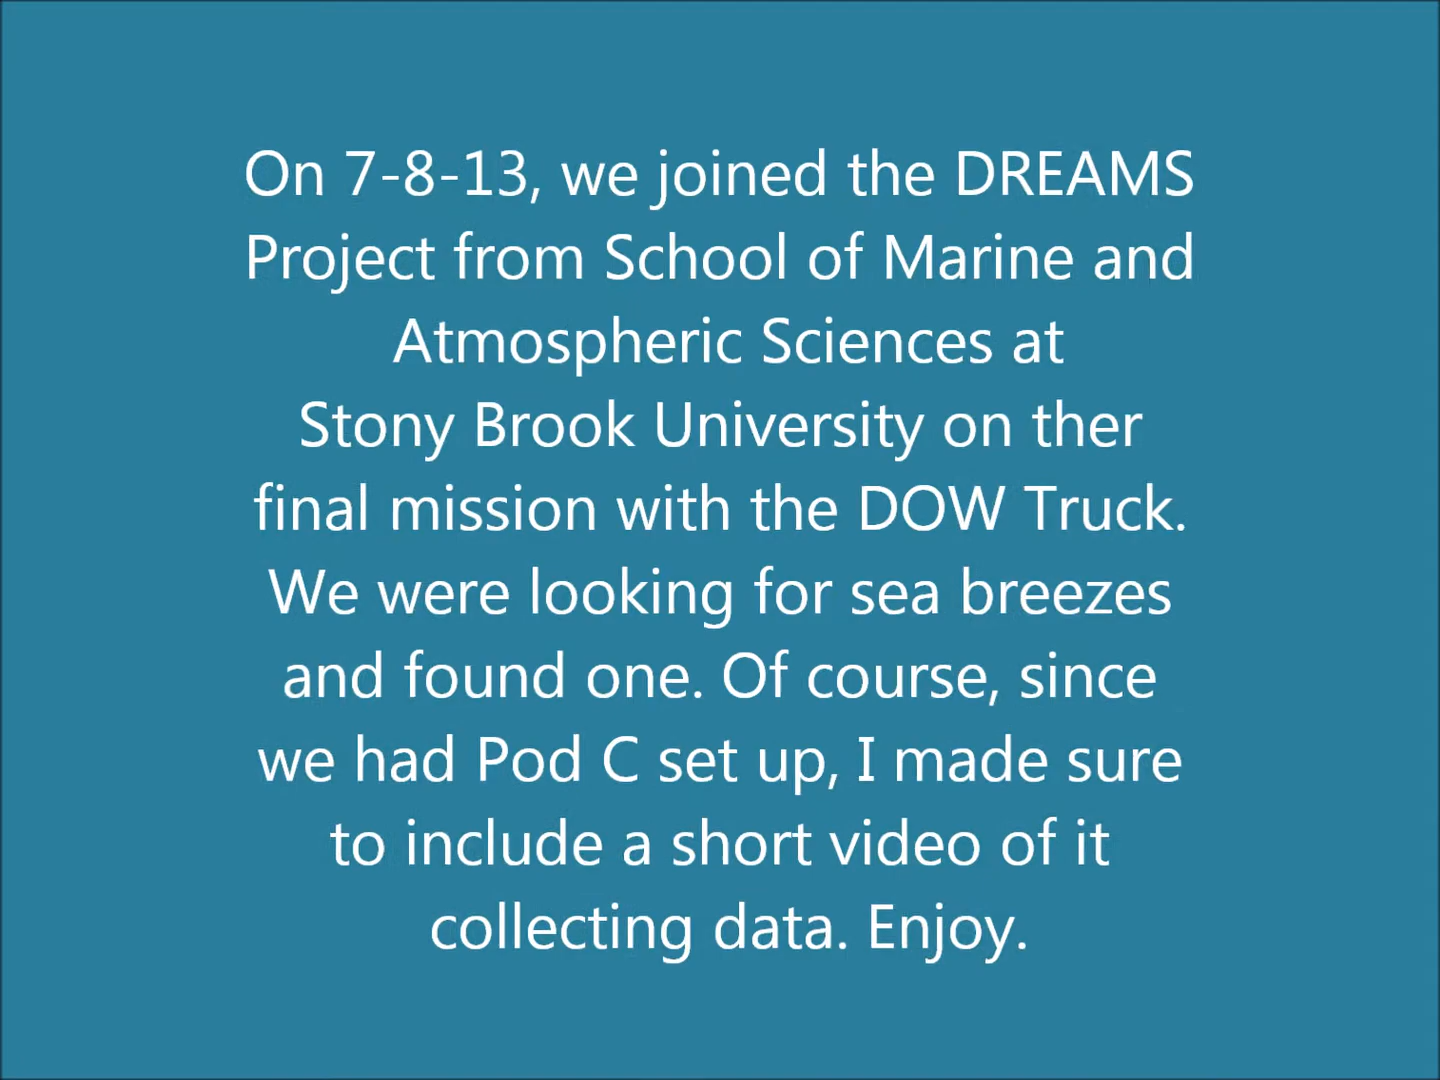 On 7-8-13, we joined the DREAMS
Project from School of Marine and
Atmospheric Sciences at
Stony Brook University on ther
final mission with the DOW Truck.
We were looking for sea breezes
and found one. Of course, since
we had Pod C set up, I made sure
to include a short video of it
collecting data. Enjoy.